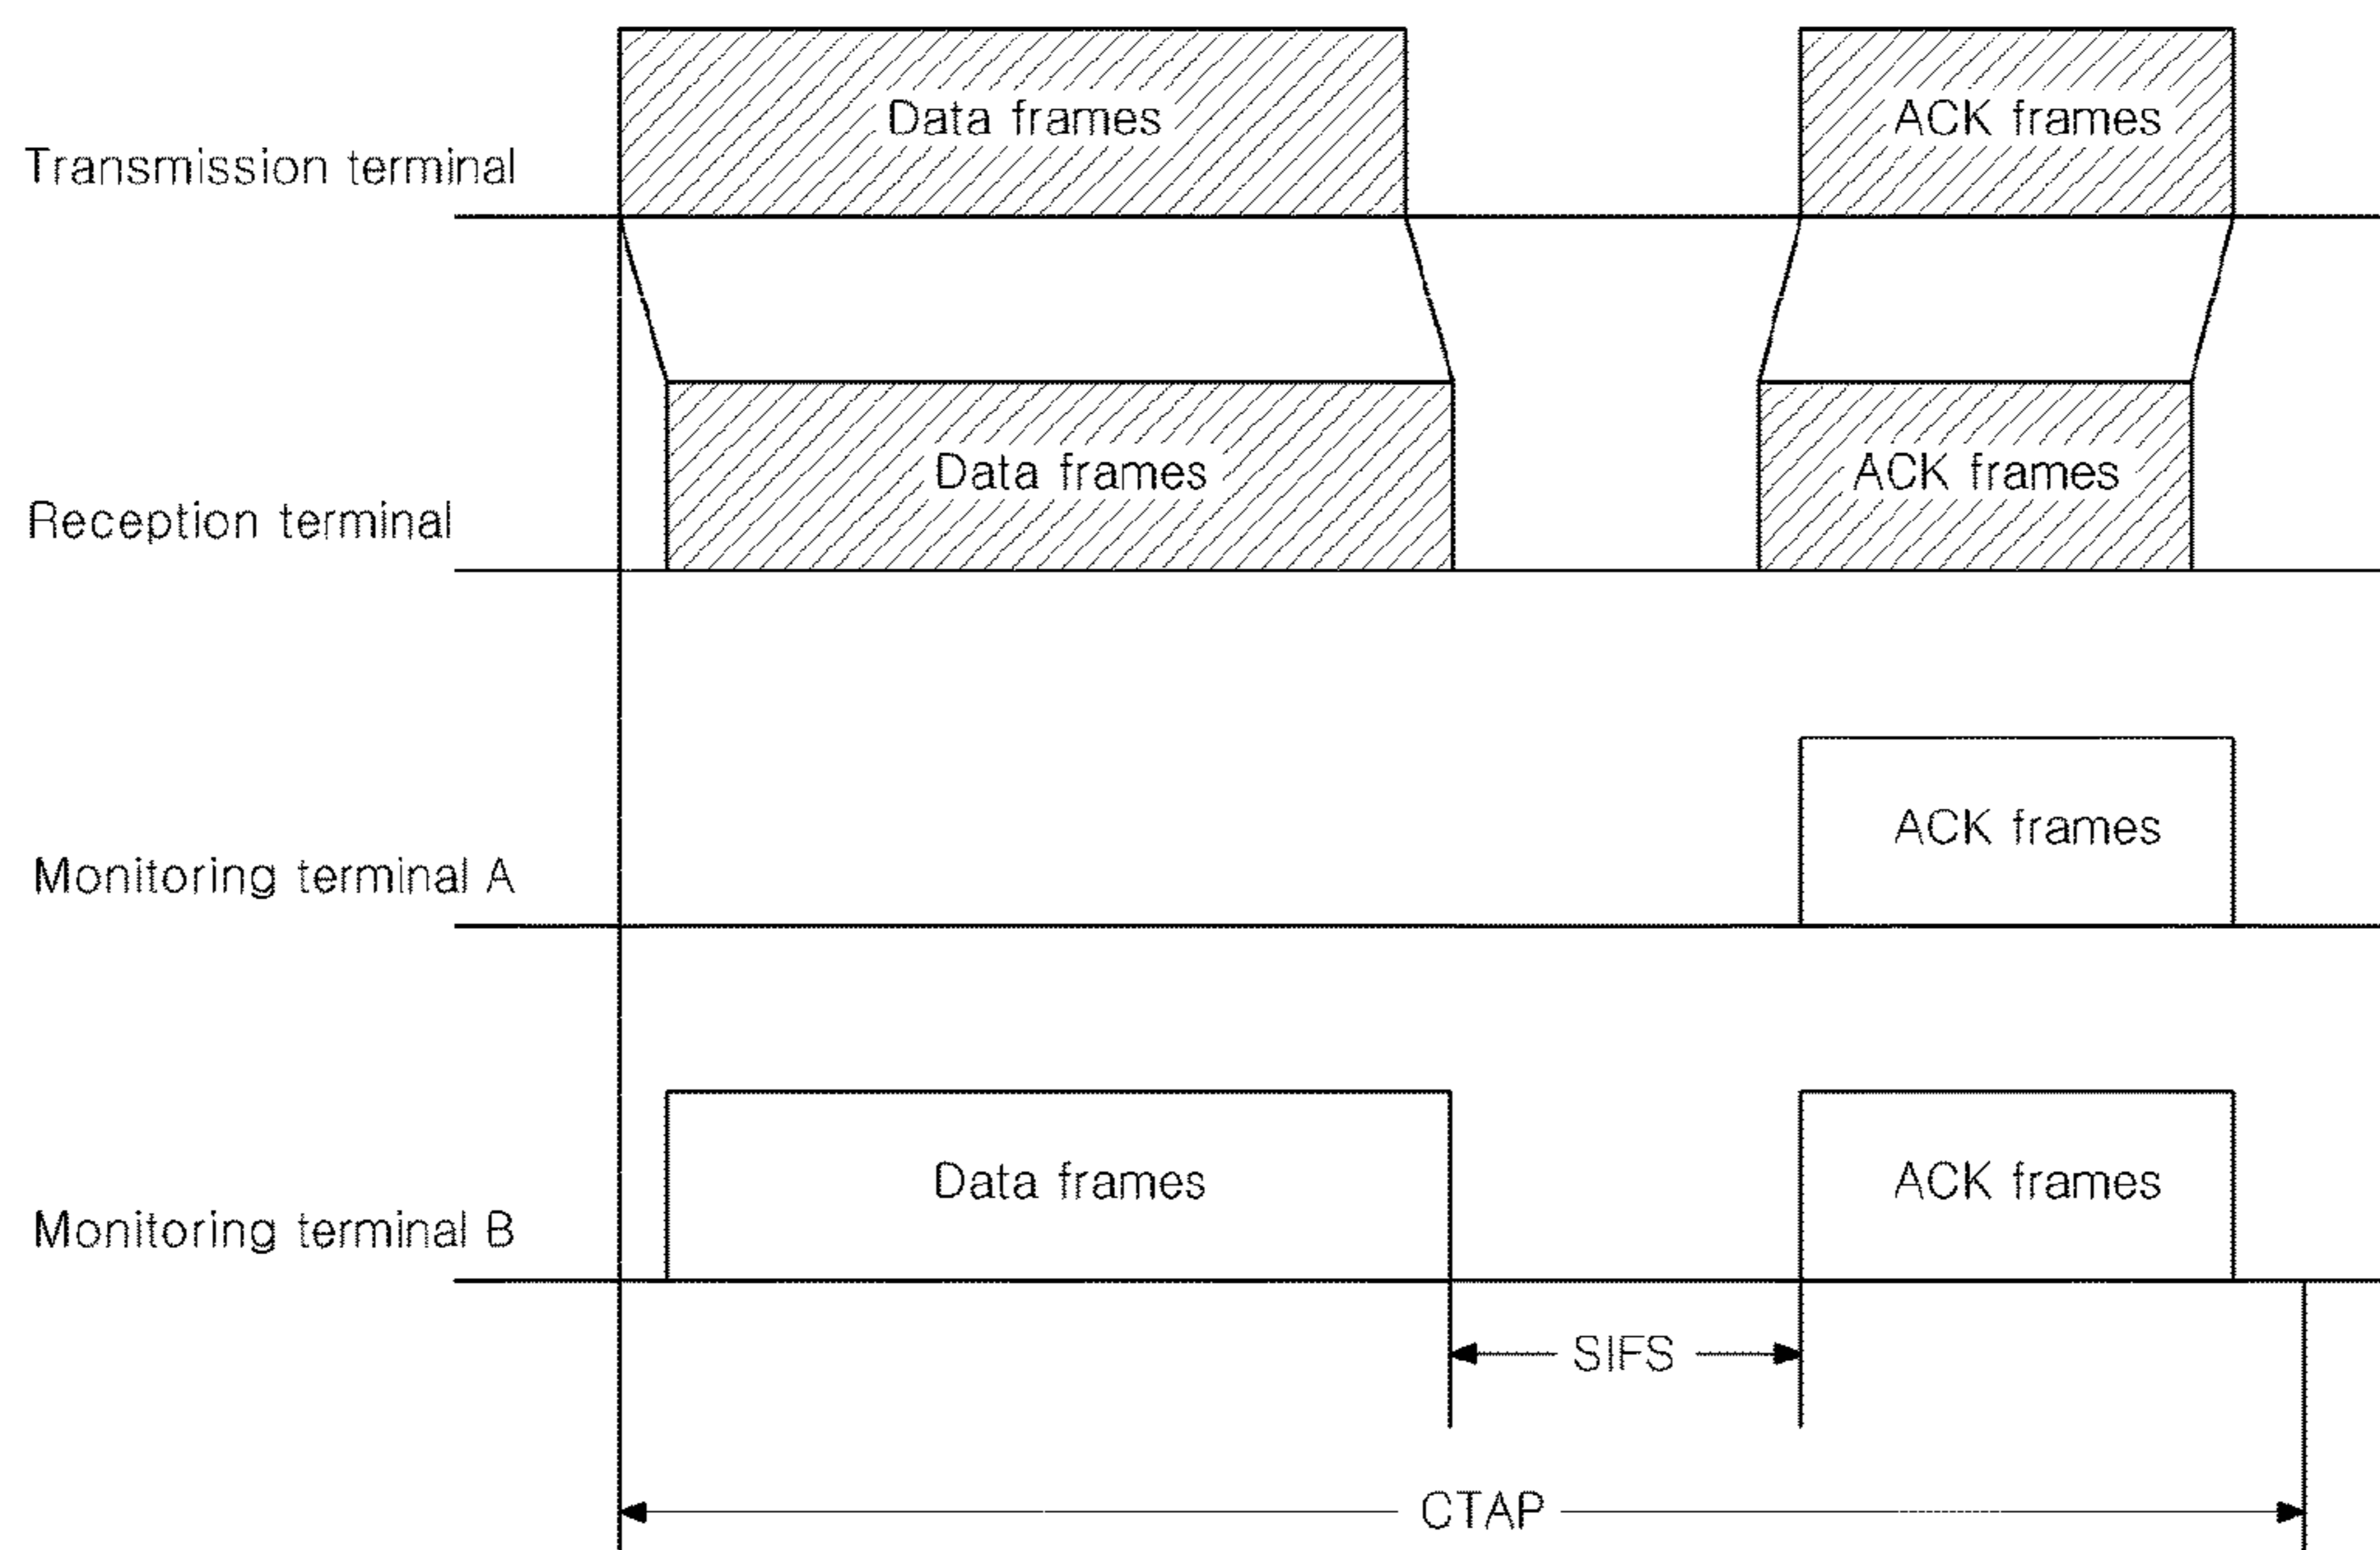 Data frames
ACK frames
Transmission terminal
Data frames
ACK frames
Reception terminal
ACK frames
Monitoring terminal A
Data frames
ACK frames
Monitoring terminal B
SIFS
CTAP